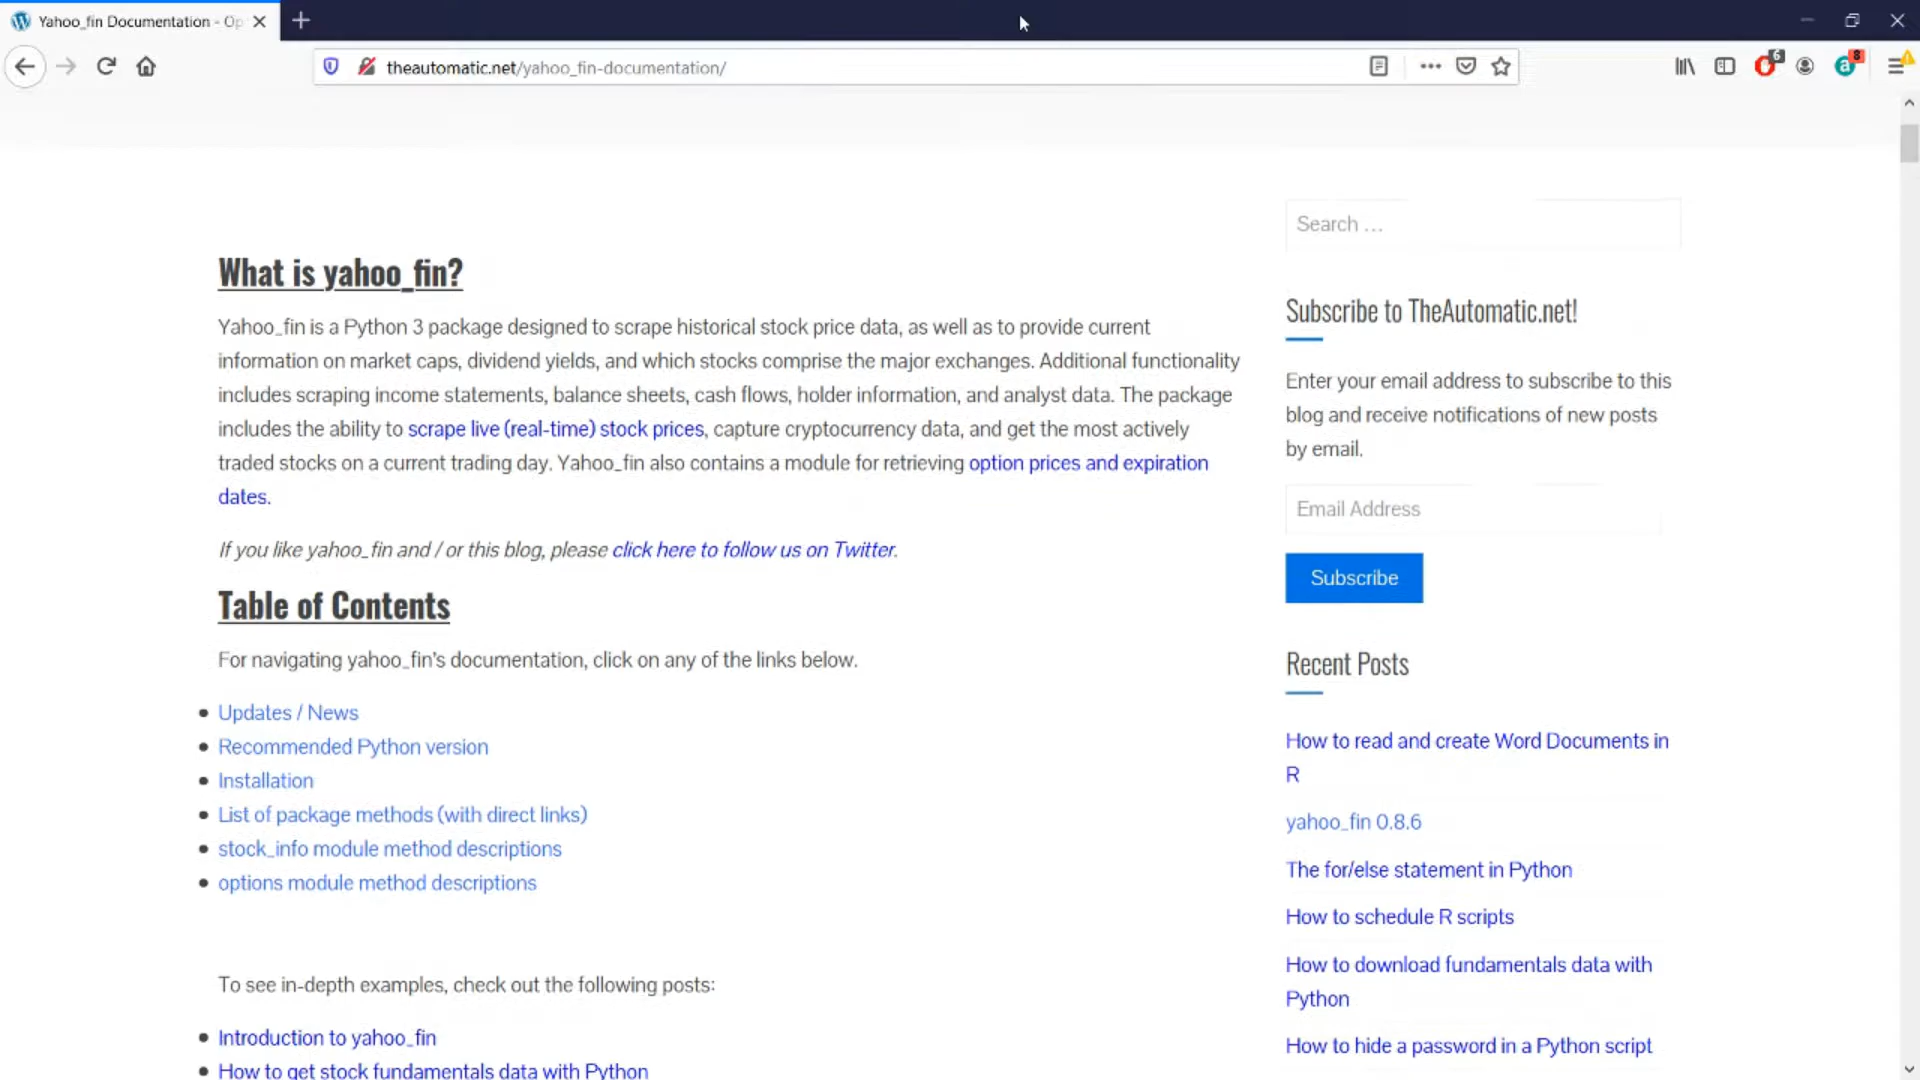 Yahoo_fin Documentation - Op
theautomatic.net/yahoo_fin-documentation/
6
8
What is yahoo_fin?
Yahoo_fin is a Python 3 package designed to scrape historical stock price data, as well as to provide current
information on market caps, dividend yields, and which stocks comprise the major exchanges. Additional functionality
includes scraping income statements, balance sheets, cash flows, holder information, and analyst data. The package
includes the ability to scrape live (real-time) stock prices, capture cryptocurrency data, and get the most actively
traded stocks on a current trading day. Yahoo_fin also contains a module for retrieving option prices and expiration
dates.
If you like yahoo_fin and / or this blog, please click here to follow us on Twitter.
Table of Contents
For navigating yahoo_fin's documentation, click on any of the links below.
Updates / News
Recommended Python version
Installation
List of package methods (with direct links)
stock_info module method descriptions
options module method descriptions
To see in-depth examples, check out the following posts:
Introduction to yahoo_fin
How to get stock fundamentals data with Python
Search …
Subscribe to TheAutomatic.net!
Enter your email address to subscribe to this
blog and receive notifications of new posts
by email.
Email Address
Subscribe
Recent Posts
How to read and create Word Documents in
R
yahoo_fin 0.8.6
The for/else statement in Python
How to schedule R scripts
How to download fundamentals data with
Python
How to hide a password in a Python script